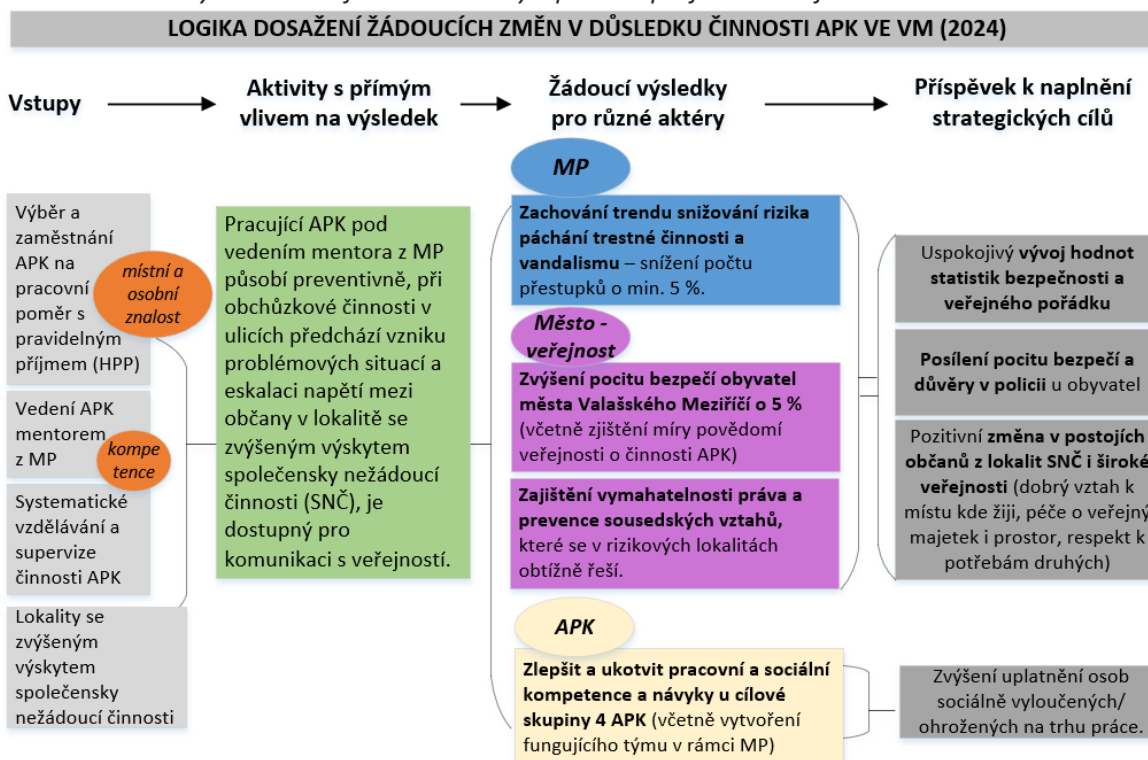 LOGIKA DOSAŽENÍ ŽÁDOUCÍCH ZMĚN V DŮSLEDKU ČINNOSTI APK VE VM (2024)
Vstupy
Aktivity s přímým
vlivem na výsledek
Žádoucí výsledky
pro různé aktéry
Příspěvek k naplnění
strategických cílů
Výběr a
zaměstnání
APK na
pracovní
poměr s
pravidelným
příjmem (HPP)
místní a
osobní
znalost
Vedení APK
mentorem
z MP
kompe
tence
Systematické
vzdělávání a
supervize
činnosti APK
Lokality se
zvýšeným
výskytem
společensky
nežádoucí činnosti
Pracující APK pod
vedením mentora z MP
působí preventivně, při
obchůzkové činnosti v
ulicích předchází vzniku
problémových situací a
eskalaci napětí mezi
občany v lokalitě se
zvýšeným výskytem
společensky nežádoucí
činnosti (SNČ), je
dostupný pro
komunikaci s veřejností.
MP
Zachování trendu snižování rizika
páchání trestné činnosti a
vandalismu – snížení počtu
přestupků o min. 5 %.
Město -
veřejnost
Zvýšení pocitu bezpečí obyvatel
města Valašského Meziříčí o 5 %
(včetně zjištění míry povědomí
veřejnosti o činnosti APK)
Zajištění vymahatelnosti práva a
prevence sousedských vztahů,
které se v rizikových lokalitách
obtížně řeší.
APK
Zlepšit a ukotvit pracovní a sociální
kompetence a návyky u cílové
skupiny 4 APK (včetně vytvoření
fungujícího týmu v rámci MP)
Uspokojivý vývoj hodnot
statistik bezpečnosti a
veřejného pořádku
Posílení pocitu bezpečí a
důvěry v policii u obyvatel
Pozitivní změna v postojích
občanů z lokalit SNČ i široké
veřejnosti (dobrý vztah k
místu kde žiji, péče o veřejný
majetek i prostor, respekt k
potřebám druhých)
Zvýšení uplatnění osob
sociálně vyloučených/
ohrožených na trhu práce.